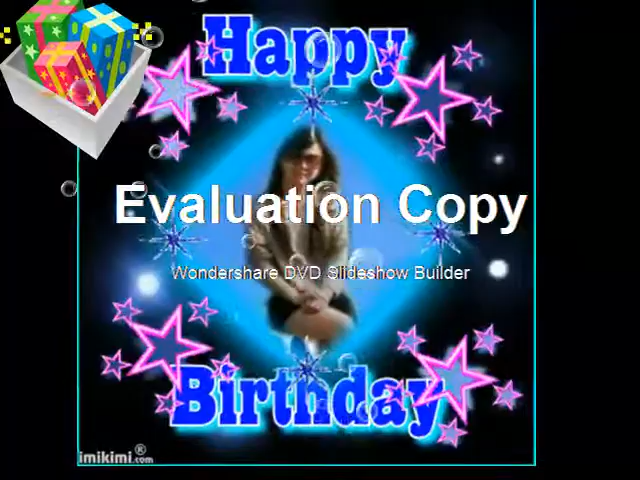 Happy
Evaluation Copy
Wondershare DVD Slideshow Builder
Birthday
imikimi®.com